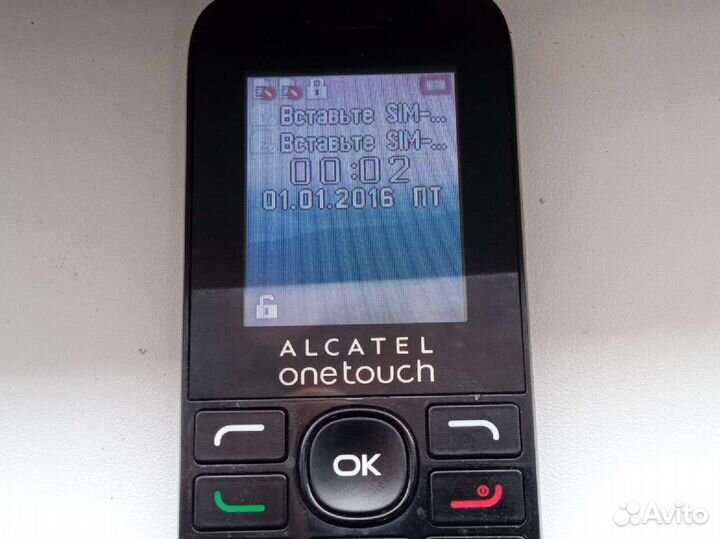 Вставьте SIM-...
Вставьте SIM-...
00:02
01.01.2016 ПТ
ALCATEL
onetouch
OK
Avito